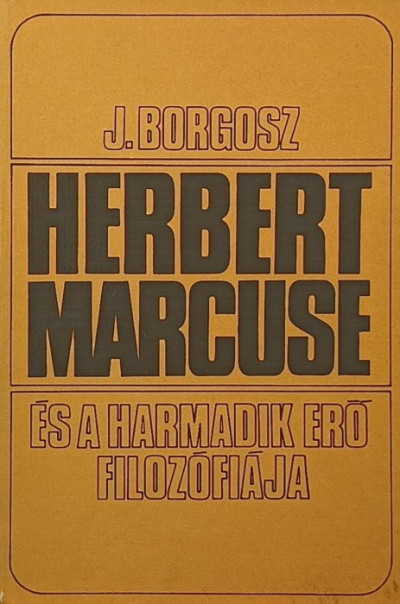 J. BORGOSZ
HERBERT
MARCUSE
ÉS A HARMADIK ERŐ
FILOZÓFIÁJA